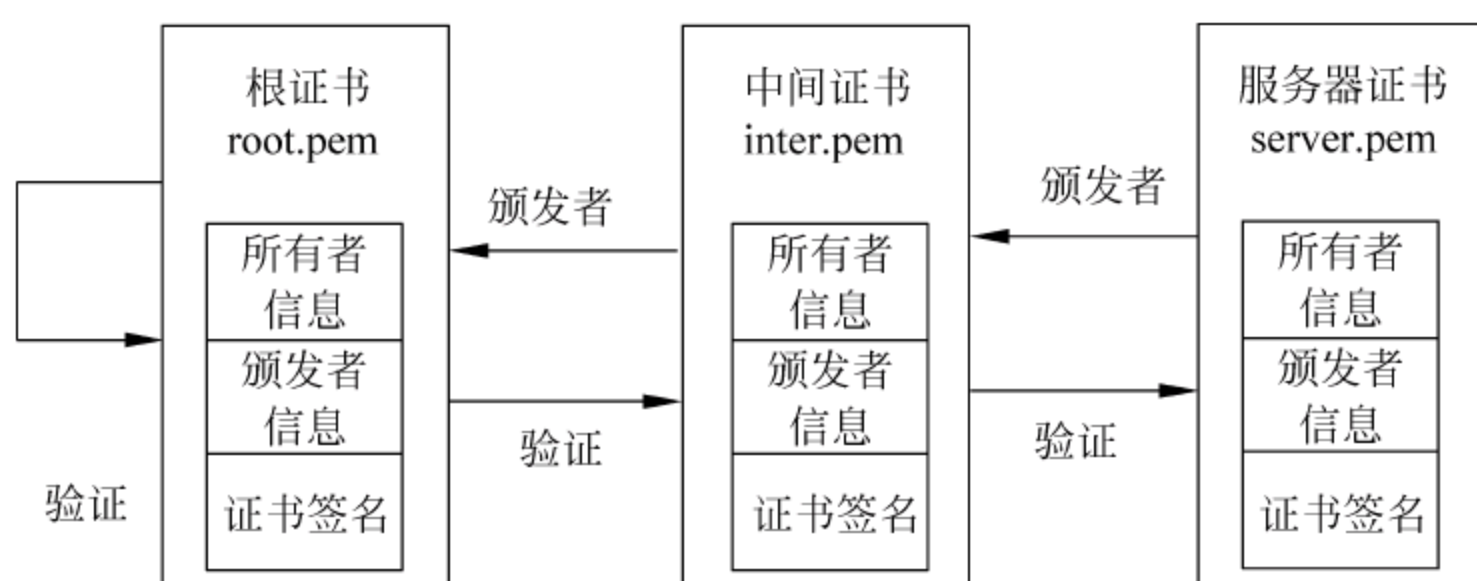 根证书
root.pem
中间证书
inter.pem
服务器证书
server.pem
颁发者
颁发者
所有者
信息
颁发者
信息
证书签名
所有者
信息
颁发者
信息
证书签名
所有者
信息
颁发者
信息
证书签名
验证
验证
验证